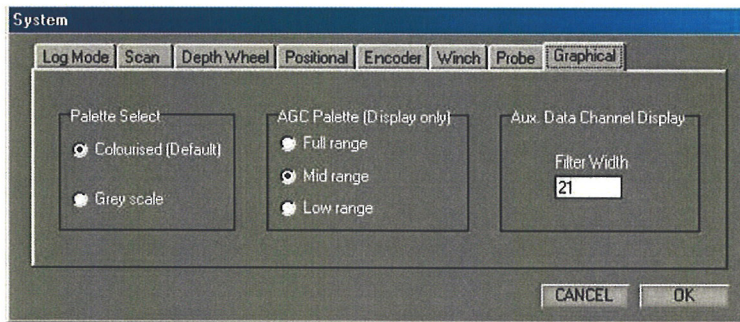 System
Log Mode Scan Depth Wheel Positional Encoder Winch Probe Graphical
Palette Select
Colourised (Default)
Grey scale
AGC Palette (Display only)
Full range
Mid range
Low range
Aux. Data Channel Display
Filter Width
21
CANCEL OK